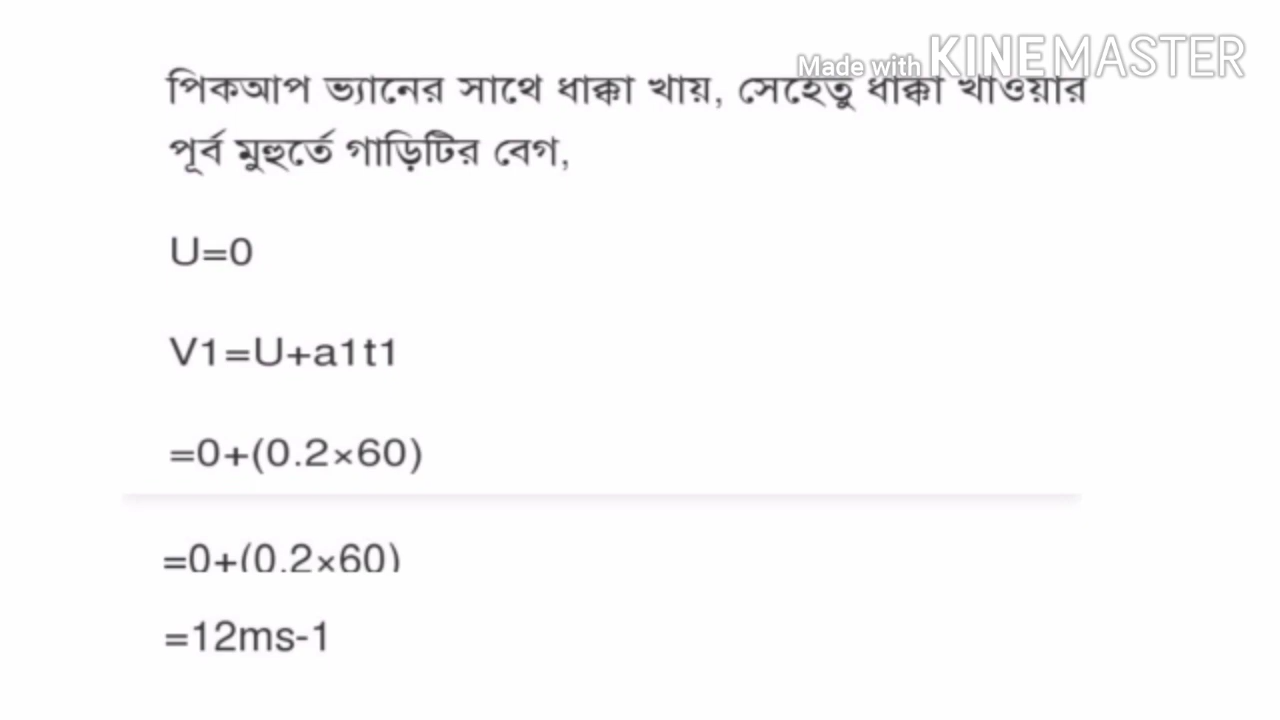 Made with KINEMASTER
পিকআপ ভ্যানের সাথে ধাক্কা খায়, সেহেতু ধাক্কা খাওয়ার
পূর্ব মুহুর্তে গাড়িটির বেগ,
U=0
V1=U+a1t1
=0+(0.2×60)
=0+(0.2×60)
=12ms-1